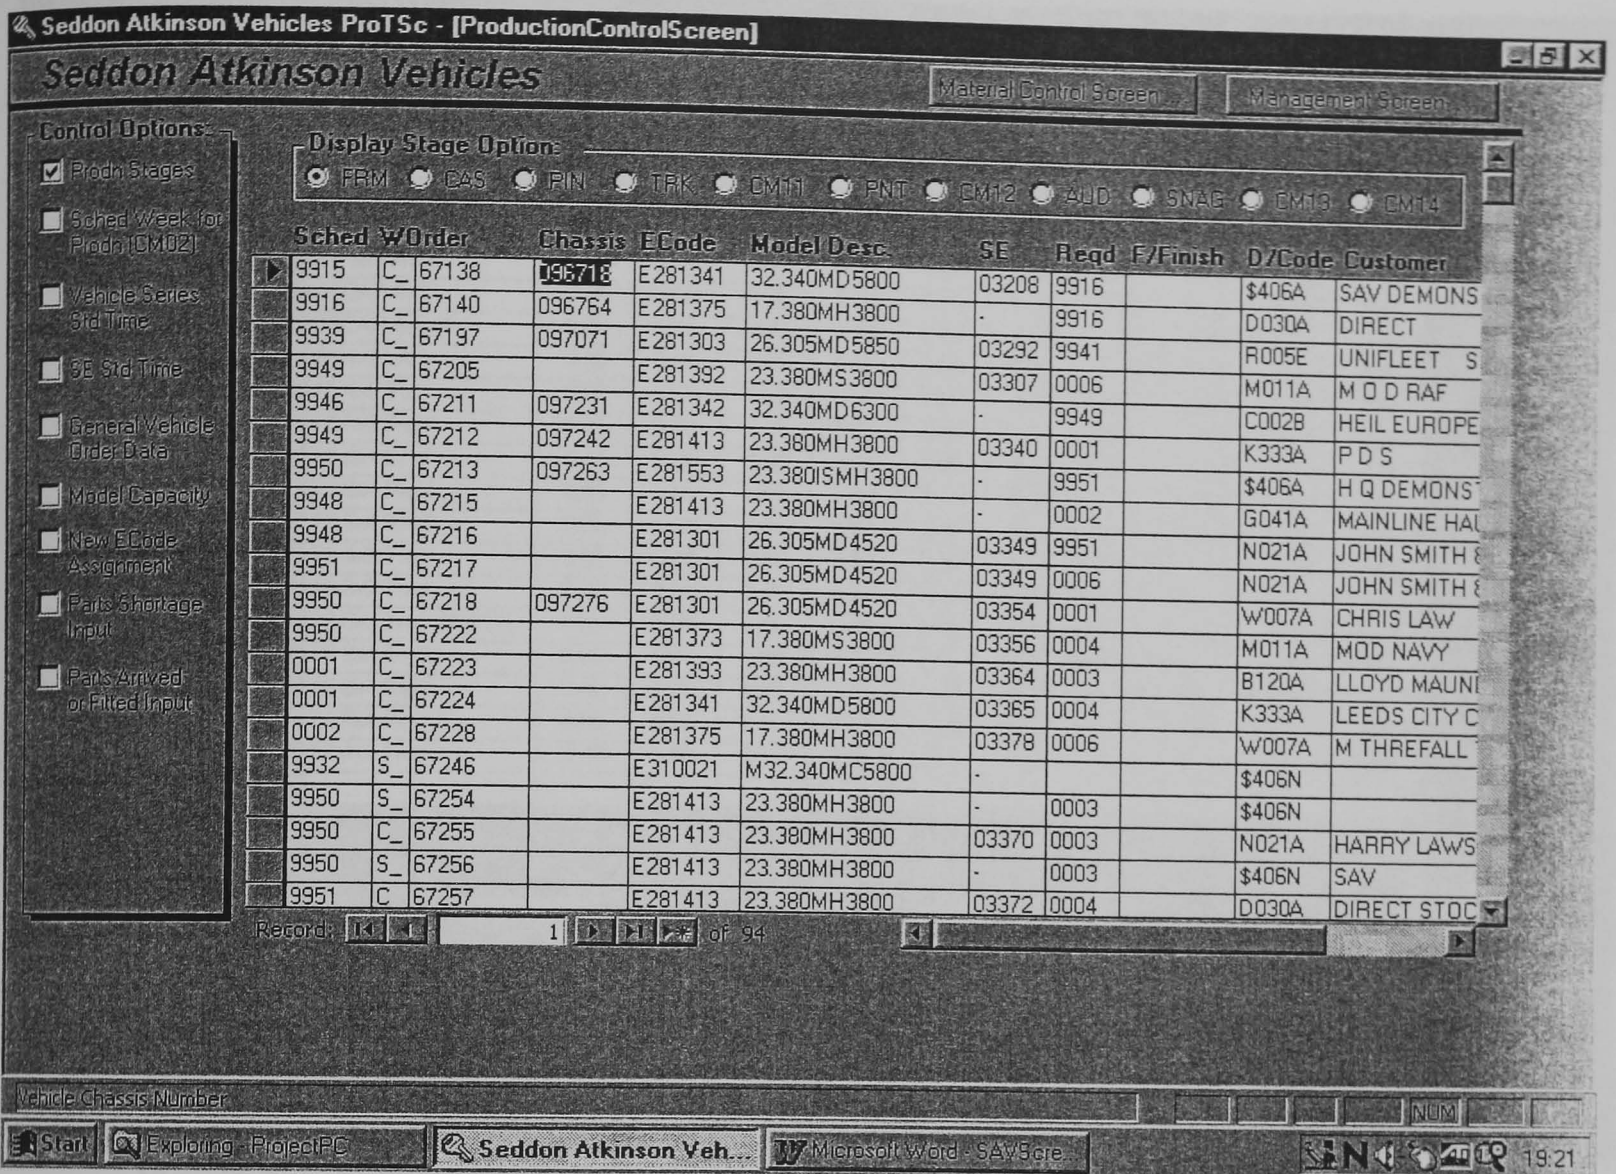 Seddon Atkinson Vehicles ProTSc - [ProductionControlScreen]
Seddon Atkinson Vehicles
Material Control Screen ... Management Screen ...
Control Options:
Prodn Stages
Sched Week for
Prodn [CM02]
Vehicle Series
Std Time
SE Std Time
General Vehicle
Order Data
Model Capacity
New ECode
Assignment
Parts Shortage
Input
Parts Arrived
or Fitted Input
Display Stage Option:
FRM CAS PIN TRK CM11 PNT CM12 AUD SNAG CM13 CM14
Sched WOrder Chassis ECode Model Desc. SE Reqd F/Finish D/Code Customer
9915 C_ 67138 096718 E281341 32.340MD5800 03208 9916 $406A SAV DEMONS
9916 C_ 67140 096764 E281375 17.380MH3800 - 9916 D030A DIRECT
9939 C_ 67197 097071 E281303 26.305MD5850 03292 9941 R005E UNIFLEET S
9949 C_ 67205 E281392 23.380MS3800 03307 0006 M011A M O D RAF
9946 C_ 67211 097231 E281342 32.340MD6300 - 9949 C002B HEIL EUROPE
9949 C_ 67212 097242 E281413 23.380MH3800 03340 0001 K333A P D S
9950 C_ 67213 097263 E281553 23.380ISMH3800 - 9951 $406A H Q DEMONST
9948 C_ 67215 E281413 23.380MH3800 - 0002 G041A MAINLINE HAU
9948 C_ 67216 E281301 26.305MD4520 03349 9951 N021A JOHN SMITH &
9951 C_ 67217 E281301 26.305MD4520 03349 0006 N021A JOHN SMITH &
9950 C_ 67218 097276 E281301 26.305MD4520 03354 0001 W007A CHRIS LAW
9950 C_ 67222 E281373 17.380MS3800 03356 0004 M011A MOD NAVY
0001 C_ 67223 E281393 23.380MH3800 03364 0003 B120A LLOYD MAUND
0001 C_ 67224 E281341 32.340MD5800 03365 0004 K333A LEEDS CITY C
0002 C_ 67228 E281375 17.380MH3800 03378 0006 W007A M THREFALL
9932 S_ 67246 E310021 M32.340MC5800 - $406N
9950 S_ 67254 E281413 23.380MH3800 - 0003 $406N
9950 C_ 67255 E281413 23.380MH3800 03370 0003 N021A HARRY LAWS
9950 S_ 67256 E281413 23.380MH3800 - 0003 $406N SAV
9951 C 67257 E281413 23.380MH3800 03372 0004 D030A DIRECT STOC
Record: 1 of 94
Vehicle Chassis Number
NUM
Start Exploring - ProjectPC Seddon Atkinson Veh... Microsoft Word - SAVScre... 19:21